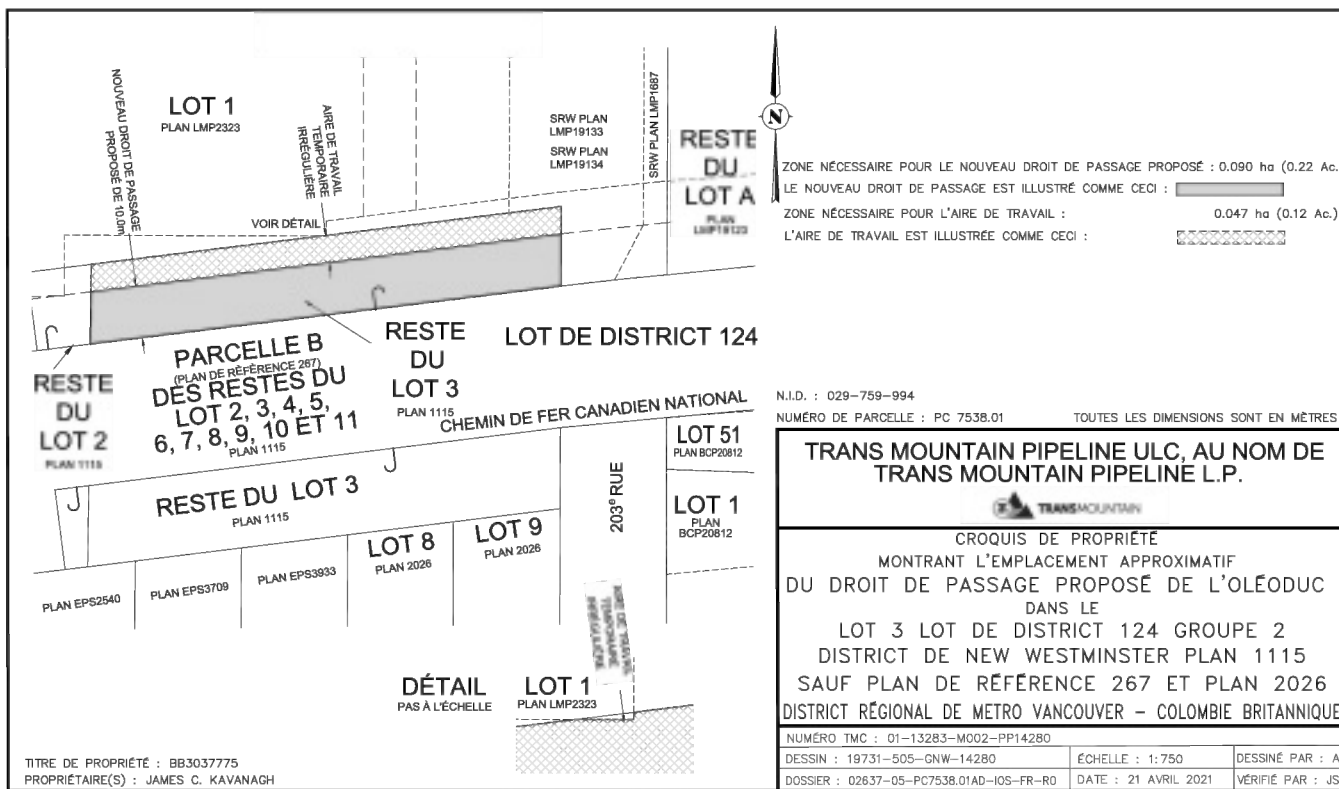 LOT 1
PLAN LMP2323
NOUVEAU DROIT DE PASSAGE
PROPOSÉ DE 10.0m
AIRE DE TRAVAIL
TEMPORAIRE
IRRÉGULIÈRE
VOIR DÉTAIL
SRW PLAN
LMP19133
SRW PLAN
LMP19134
SRW PLAN LMP1687
RESTE
DU
LOT A
PLAN
LMP19123
N
ZONE NÉCESSAIRE POUR LE NOUVEAU DROIT DE PASSAGE PROPOSÉ : 0.090 ha (0.22 Ac.
LE NOUVEAU DROIT DE PASSAGE EST ILLUSTRÉ COMME CECI :
ZONE NÉCESSAIRE POUR L'AIRE DE TRAVAIL : 0.047 ha (0.12 Ac.)
L'AIRE DE TRAVAIL EST ILLUSTRÉE COMME CECI :
RESTE
DU
LOT 2
PLAN 1115
PARCELLE B
(PLAN DE RÉFÉRENCE 267)
DES RESTES DU
LOT 2, 3, 4, 5,
6, 7, 8, 9, 10 ET 11
PLAN 1115
RESTE
DU
LOT 3
PLAN 1115
LOT DE DISTRICT 124
CHEMIN DE FER CANADIEN NATIONAL
RESTE DU LOT 3
PLAN 1115
LOT 51
PLAN BCP20812
LOT 1
PLAN
BCP20812
203e RUE
PLAN EPS2540
PLAN EPS3709
PLAN EPS3933
LOT 8
PLAN 2026
LOT 9
PLAN 2026
AIRE DE TRAVAIL
TEMPORAIRE
IRRÉGULIÈRE
DÉTAIL
PAS À L'ÉCHELLE
LOT 1
PLAN LMP2323
TITRE DE PROPRIÉTÉ : BB3037775
PROPRIÉTAIRE(S) : JAMES C. KAVANAGH
N.I.D. : 029-759-994
NUMÉRO DE PARCELLE : PC 7538.01 TOUTES LES DIMENSIONS SONT EN MÈTRES
TRANS MOUNTAIN PIPELINE ULC, AU NOM DE
TRANS MOUNTAIN PIPELINE L.P.
TRANSMOUNTAIN
CROQUIS DE PROPRIÉTÉ
MONTRANT L'EMPLACEMENT APPROXIMATIF
DU DROIT DE PASSAGE PROPOSÉ DE L'OLÉODUC
DANS LE
LOT 3 LOT DE DISTRICT 124 GROUPE 2
DISTRICT DE NEW WESTMINSTER PLAN 1115
SAUF PLAN DE RÉFÉRENCE 267 ET PLAN 2026
DISTRICT RÉGIONAL DE METRO VANCOUVER – COLOMBIE BRITANNIQUE
NUMÉRO TMC : 01-13283-M002-PP14280
DESSIN : 19731-505-GNW-14280 ÉCHELLE : 1:750 DESSINÉ PAR : A
DOSSIER : 02637-05-PC7538.01AD-IOS-FR-R0 DATE : 21 AVRIL 2021 VÉRIFIÉ PAR : JS